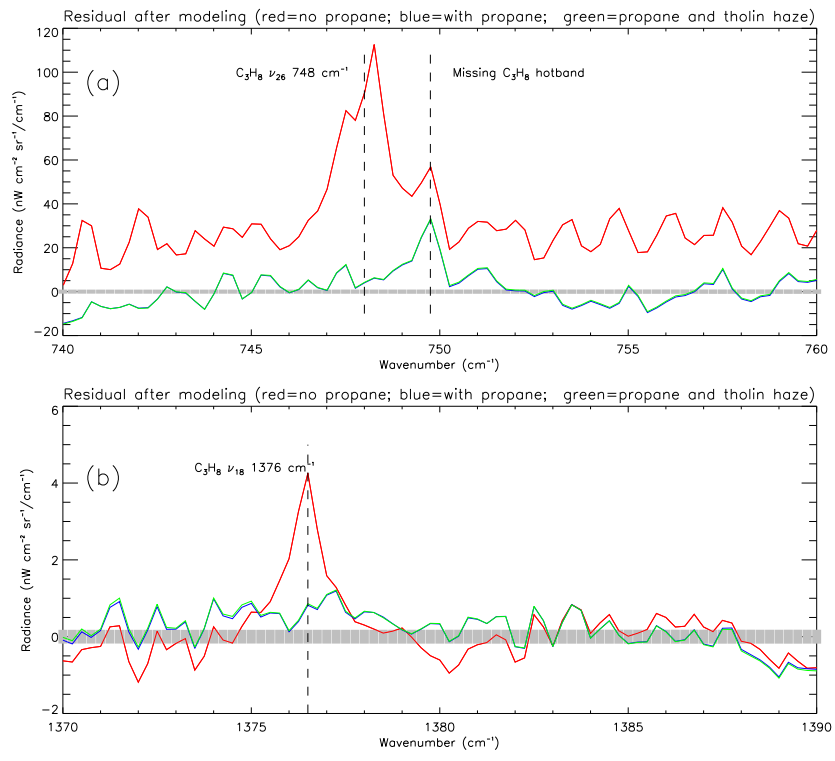 Residual after modeling (red=no propane; blue=with propane;  green=propane and tholin haze)
120
100
80
60
40
20
0
−20
Radiance (nW cm⁻² sr⁻¹/cm⁻¹)
(a)
C₃H₈ ν₂₆ 748 cm⁻¹
Missing C₃H₈ hotband
740 745 750 755 760
Wavenumber (cm⁻¹)
Residual after modeling (red=no propane; blue=with propane;  green=propane and tholin haze)
6
4
2
0
−2
Radiance (nW cm⁻² sr⁻¹/cm⁻¹)
C₃H₈ ν₁₈ 1376 cm⁻¹
(b)
1370 1375 1380 1385 1390
Wavenumber (cm⁻¹)